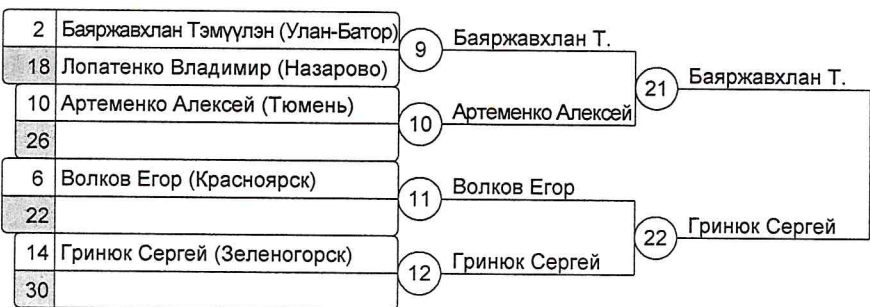 2 Баяржавхлан Тэмүүлэн (Улан-Батор)
18 Лопатенко Владимир (Назарово)
9 Баяржавхлан Т.
10 Артеменко Алексей (Тюмень)
26
10 Артеменко Алексей
21 Баяржавхлан Т.
6 Волков Егор (Красноярск)
22
11 Волков Егор
14 Гринюк Сергей (Зеленогорск)
30
12 Гринюк Сергей
22 Гринюк Сергей